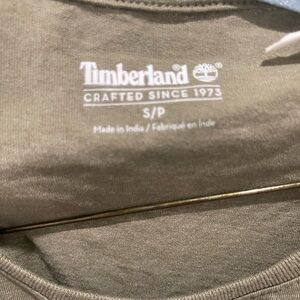 Timberland
CRAFTED SINCE 1973
S/P
Made in India / Fabriqué en Inde